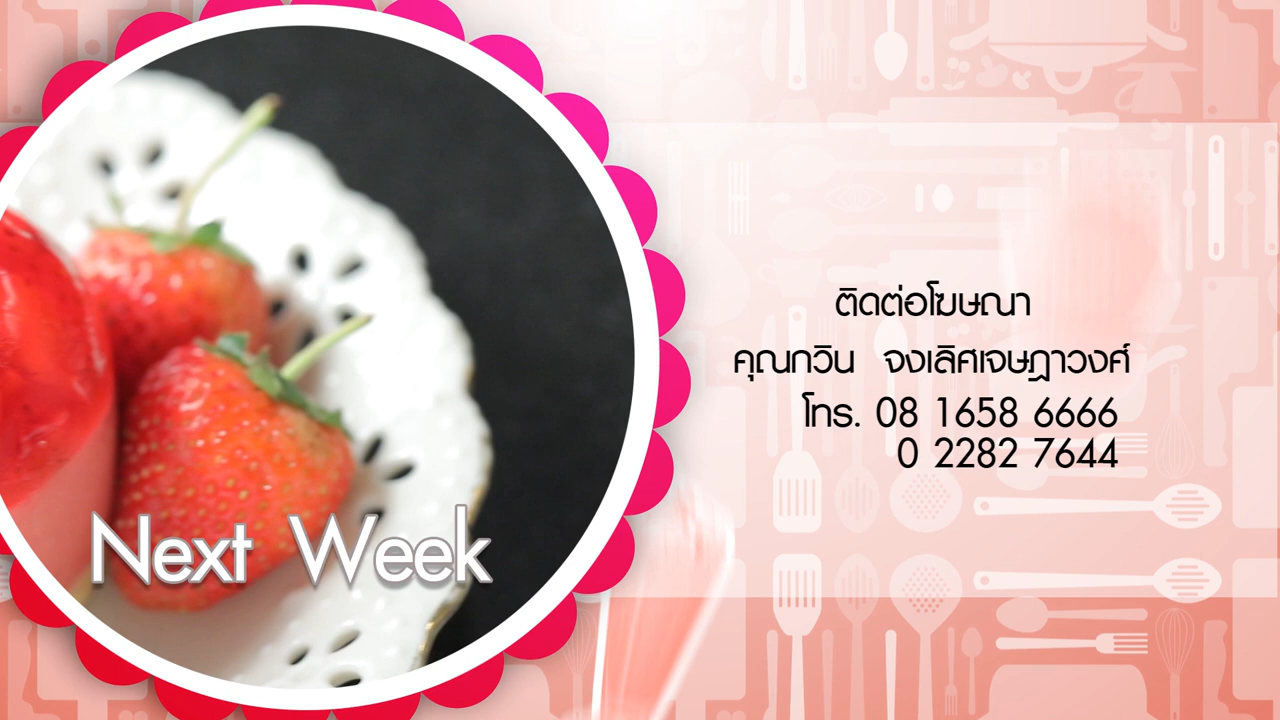 ติดต่อโฆษณา
คุณกวิน จงเลิศเจษฎาวงศ์
โทร. 08 1658 6666
0 2282 7644
Next Week